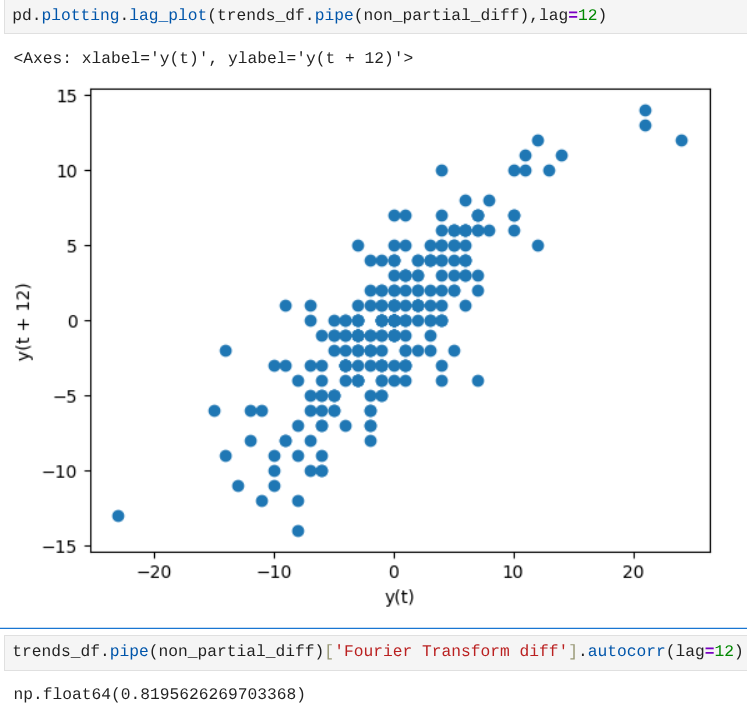 pd.plotting.lag_plot(trends_df.pipe(non_partial_diff),lag=12)
<Axes: xlabel='y(t)', ylabel='y(t + 12)'>
15
10
5
0
−5
−10
−15
y(t + 12)
−20 −10 0 10 20
y(t)
trends_df.pipe(non_partial_diff)['Fourier Transform diff'].autocorr(lag=12)
np.float64(0.8195626269703368)